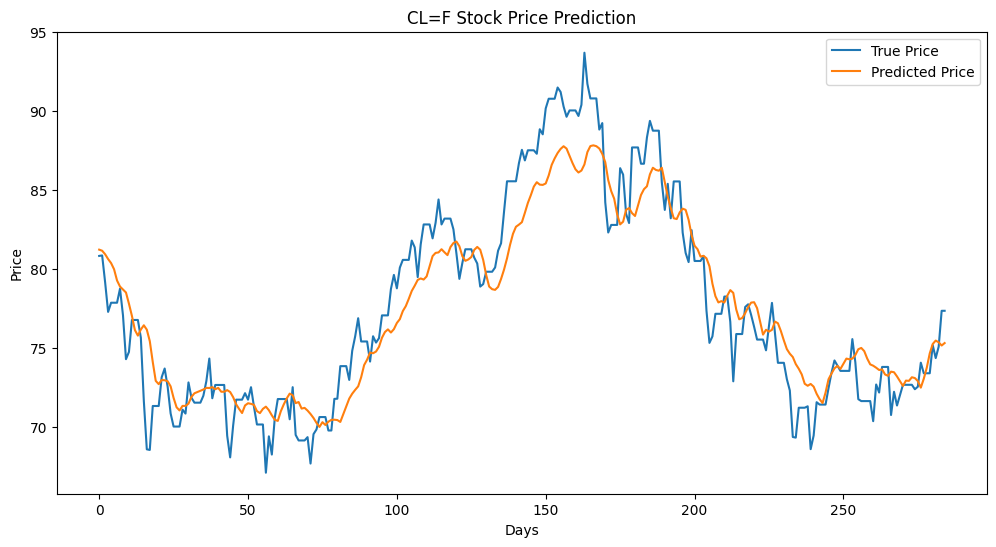 CL=F Stock Price Prediction
95
90
85
80
75
70
Price
True Price
Predicted Price
0 50 100 150 200 250
Days